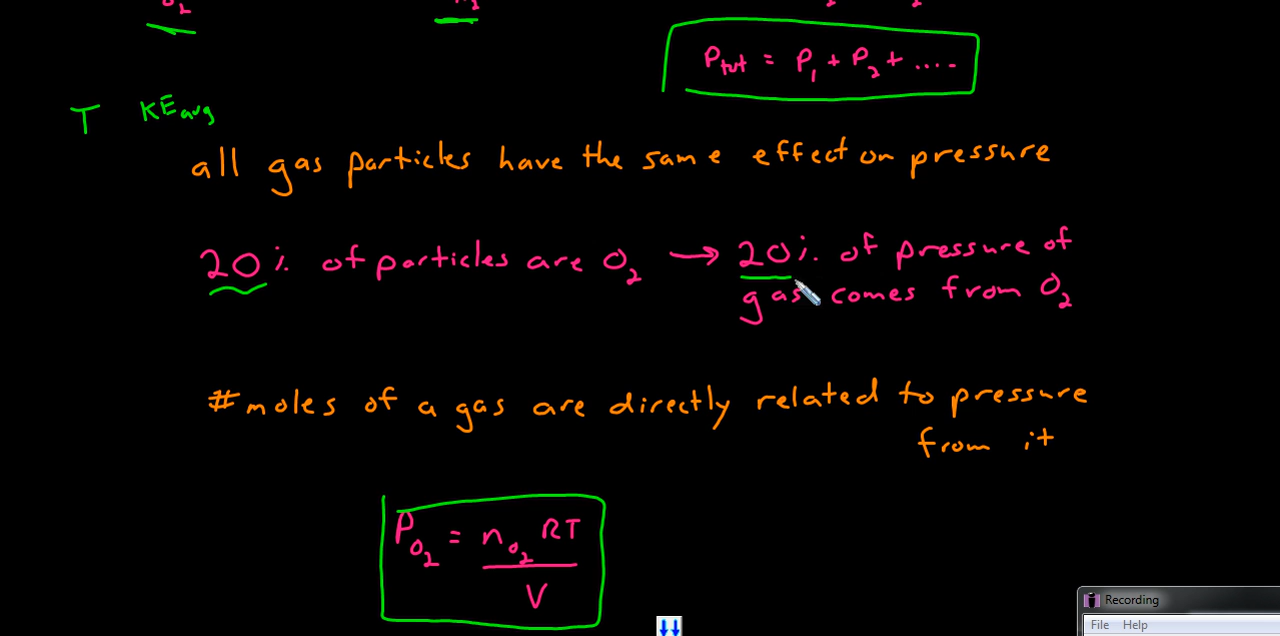 P_tot = P_1 + P_2 + ....
T KE_avg
all gas particles have the same effect on pressure
20% of particles are O_2 → 20% of pressure of
gas comes from O_2
# moles of a gas are directly related to pressure
from it
P_O_2 = n_O_2 RT
V
Recording
File Help